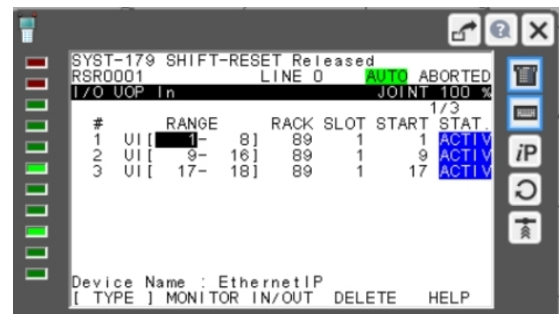 SYST-179 SHIFT-RESET Released
RSR0001 LINE 0 AUTO ABORTED
I/O UOP In JOINT 100 %
1/3
# RANGE RACK SLOT START STAT.
1 UI[ 1- 8] 89 1 1 ACTIV
2 UI[ 9- 16] 89 1 9 ACTIV
3 UI[ 17- 18] 89 1 17 ACTIV
iP
Device Name : EthernetIP
[ TYPE ] MONITOR IN/OUT DELETE HELP